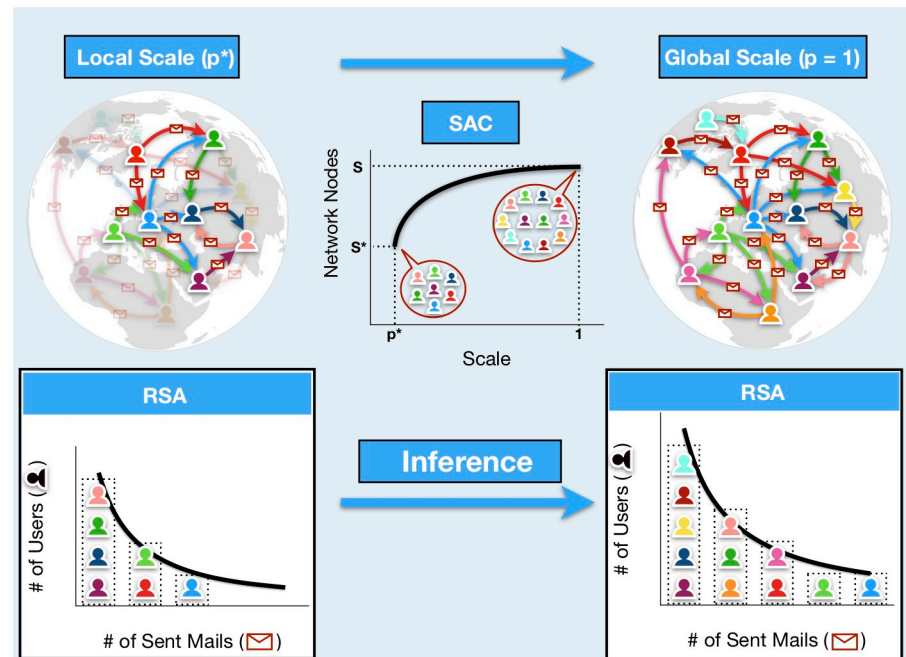 Local Scale (p*)
Global Scale (p = 1)
SAC
Network Nodes
S
S*
p*
1
Scale
RSA
# of Users ( )
# of Sent Mails ( )
Inference
RSA
# of Users ( )
# of Sent Mails ( )